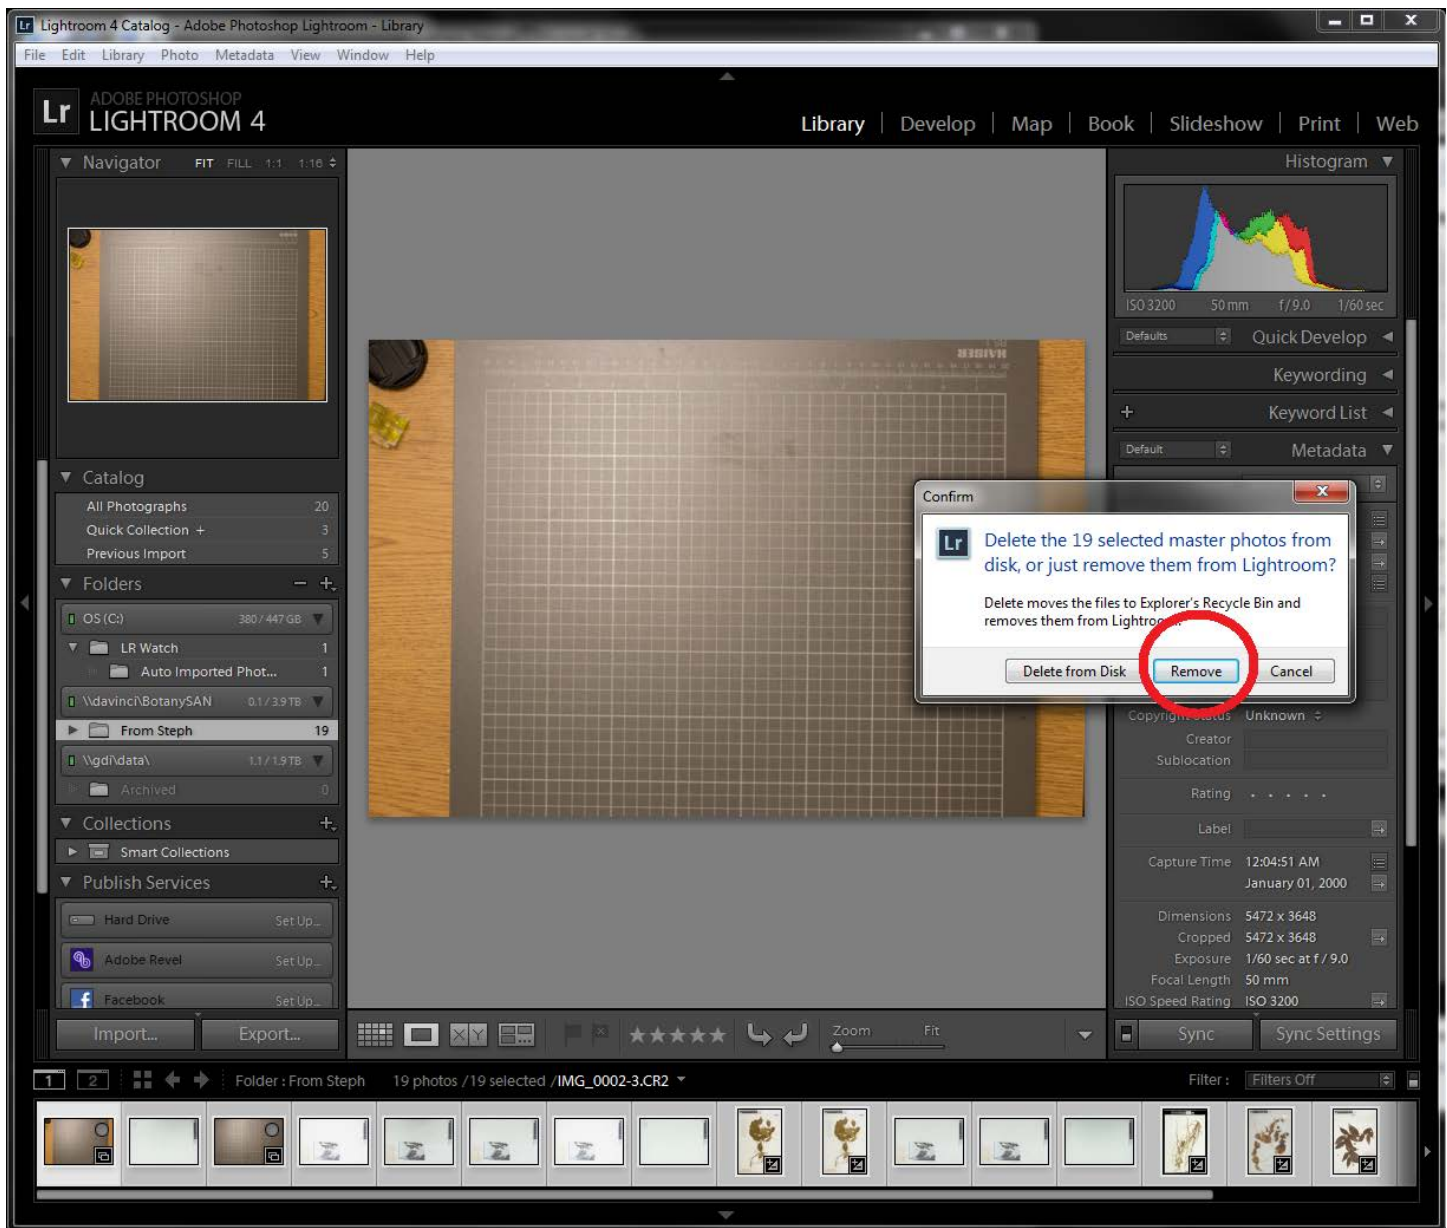 Lightroom 4 Catalog - Adobe Photoshop Lightroom - Library
File Edit Library Photo Metadata View Window Help
Lr ADOBE PHOTOSHOP
LIGHTROOM 4
Library | Develop | Map | Book | Slideshow | Print | Web
Navigator FIT FILL 1:1 1:16
Catalog
All Photographs 20
Quick Collection + 3
Previous Import 5
Folders
OS (C:) 380 / 447 GB
LR Watch 1
Auto Imported Phot... 1
\\davinci\BotanySAN 0.1 / 3.9 TB
From Steph 19
\\gdi\data\ 1.1 / 1.9 TB
Archived 0
Collections
Smart Collections
Publish Services
Hard Drive Set Up...
Adobe Revel Set Up...
Facebook Set Up...
Import... Export...
KAISER
Confirm
Delete the 19 selected master photos from
disk, or just remove them from Lightroom?
Delete moves the files to Explorer's Recycle Bin and
removes them from Lightroom.
Delete from Disk Remove Cancel
Histogram
ISO 3200 50 mm f / 9.0 1/60 sec
Defaults Quick Develop
Keywording
Keyword List
Default Metadata
Copyright Status Unknown
Creator
Sublocation
Rating
Label
Capture Time 12:04:51 AM
January 01, 2000
Dimensions 5472 x 3648
Cropped 5472 x 3648
Exposure 1/60 sec at f / 9.0
Focal Length 50 mm
ISO Speed Rating ISO 3200
X Y
Zoom Fit
Sync Sync Settings
1 2 Folder : From Steph 19 photos / 19 selected / IMG_0002-3.CR2
Filter : Filters Off